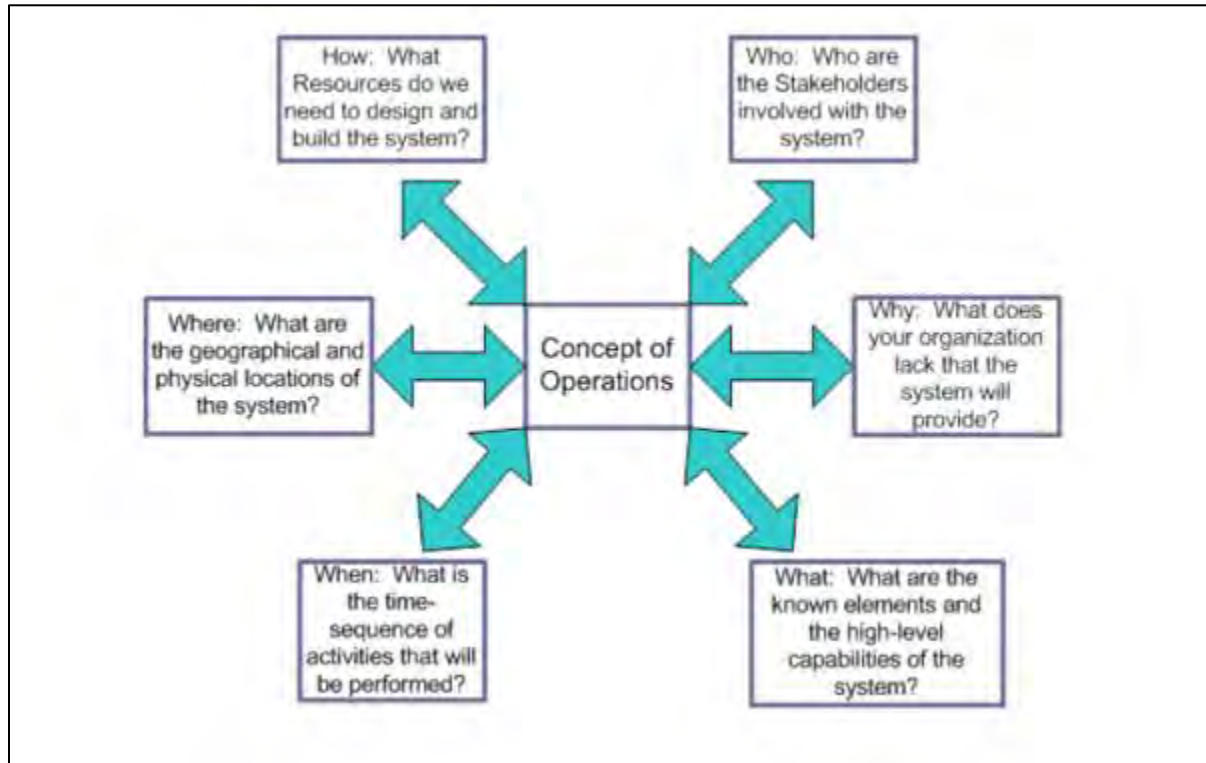 How: What
Resources do we
need to design and
build the system?
Who: Who are
the Stakeholders
involved with the
system?
Where: What are
the geographical and
physical locations of
the system?
Concept of
Operations
Why: What does
your organization
lack that the
system will
provide?
When: What is
the time-
sequence of
activities that will
be performed?
What: What are the
known elements and
the high-level
capabilities of the
system?